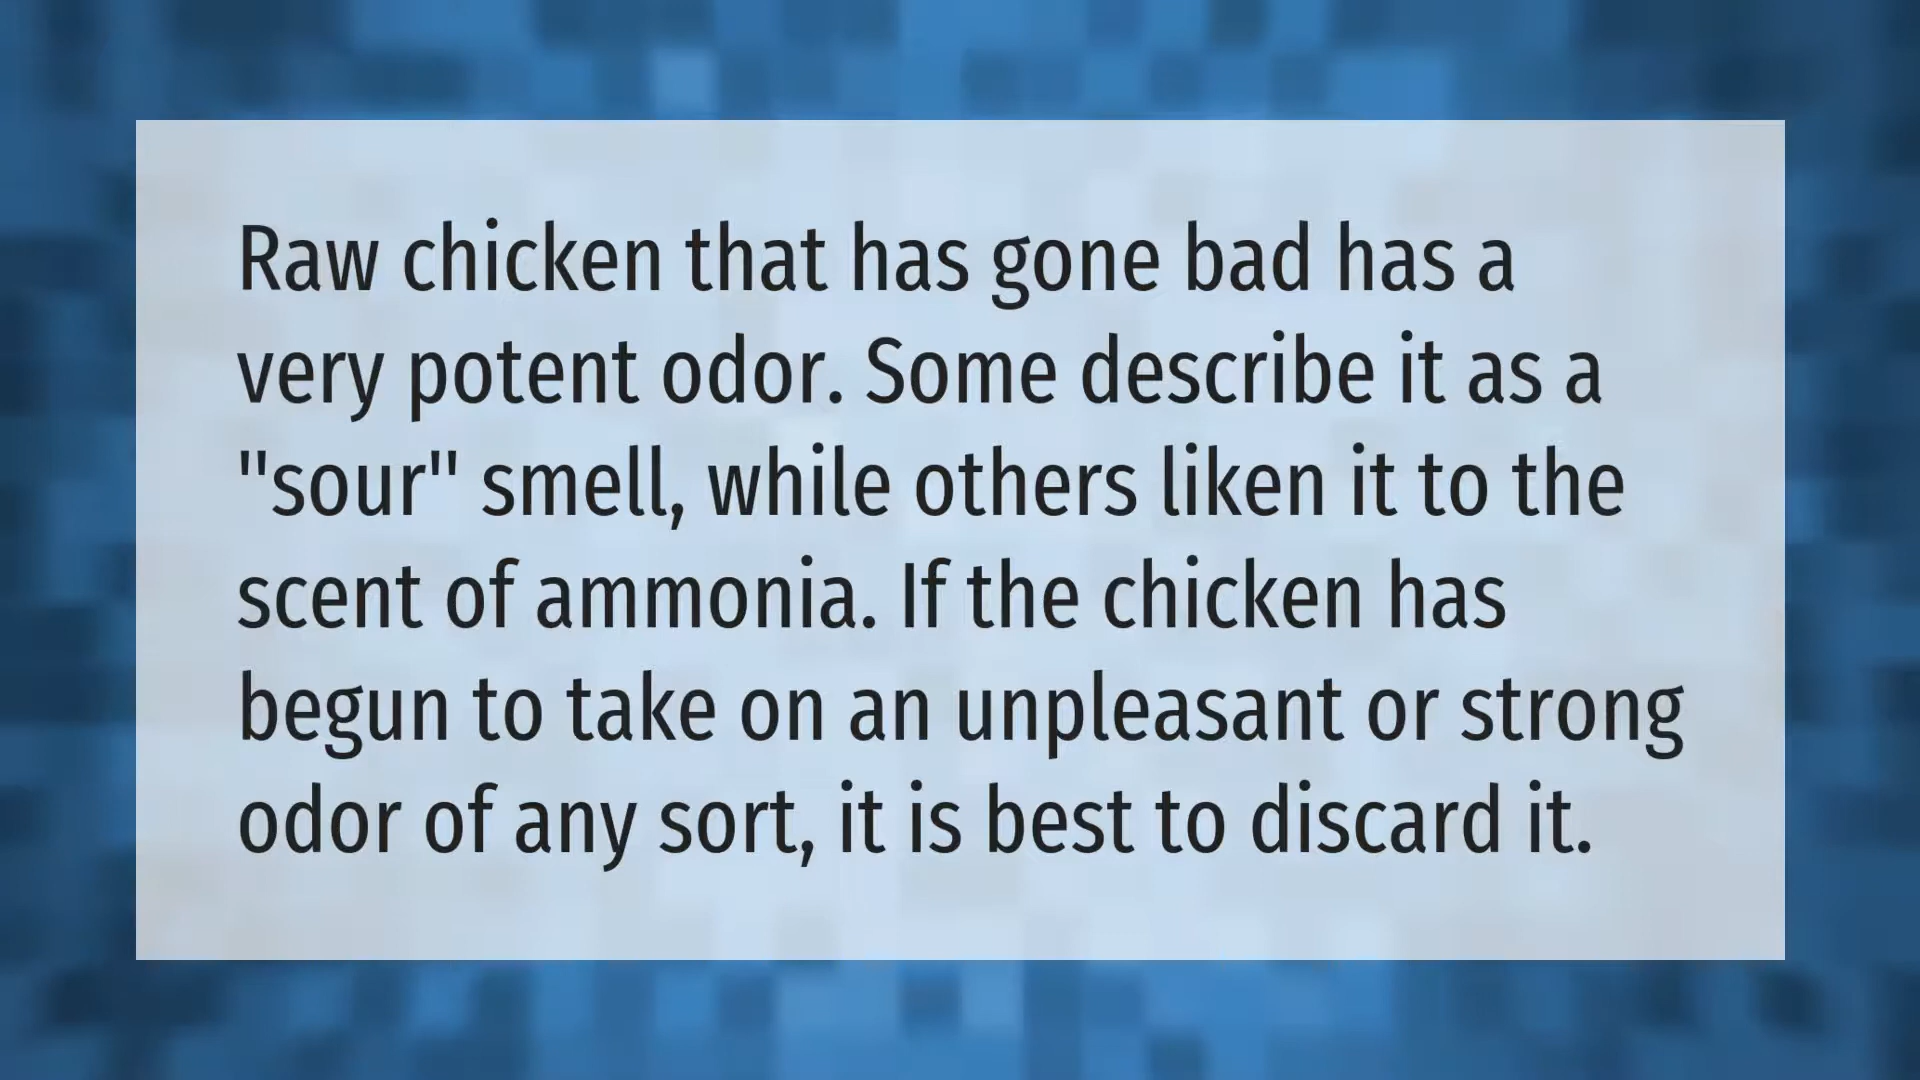 Raw chicken that has gone bad has a
very potent odor. Some describe it as a
"sour" smell, while others liken it to the
scent of ammonia. If the chicken has
begun to take on an unpleasant or strong
odor of any sort, it is best to discard it.